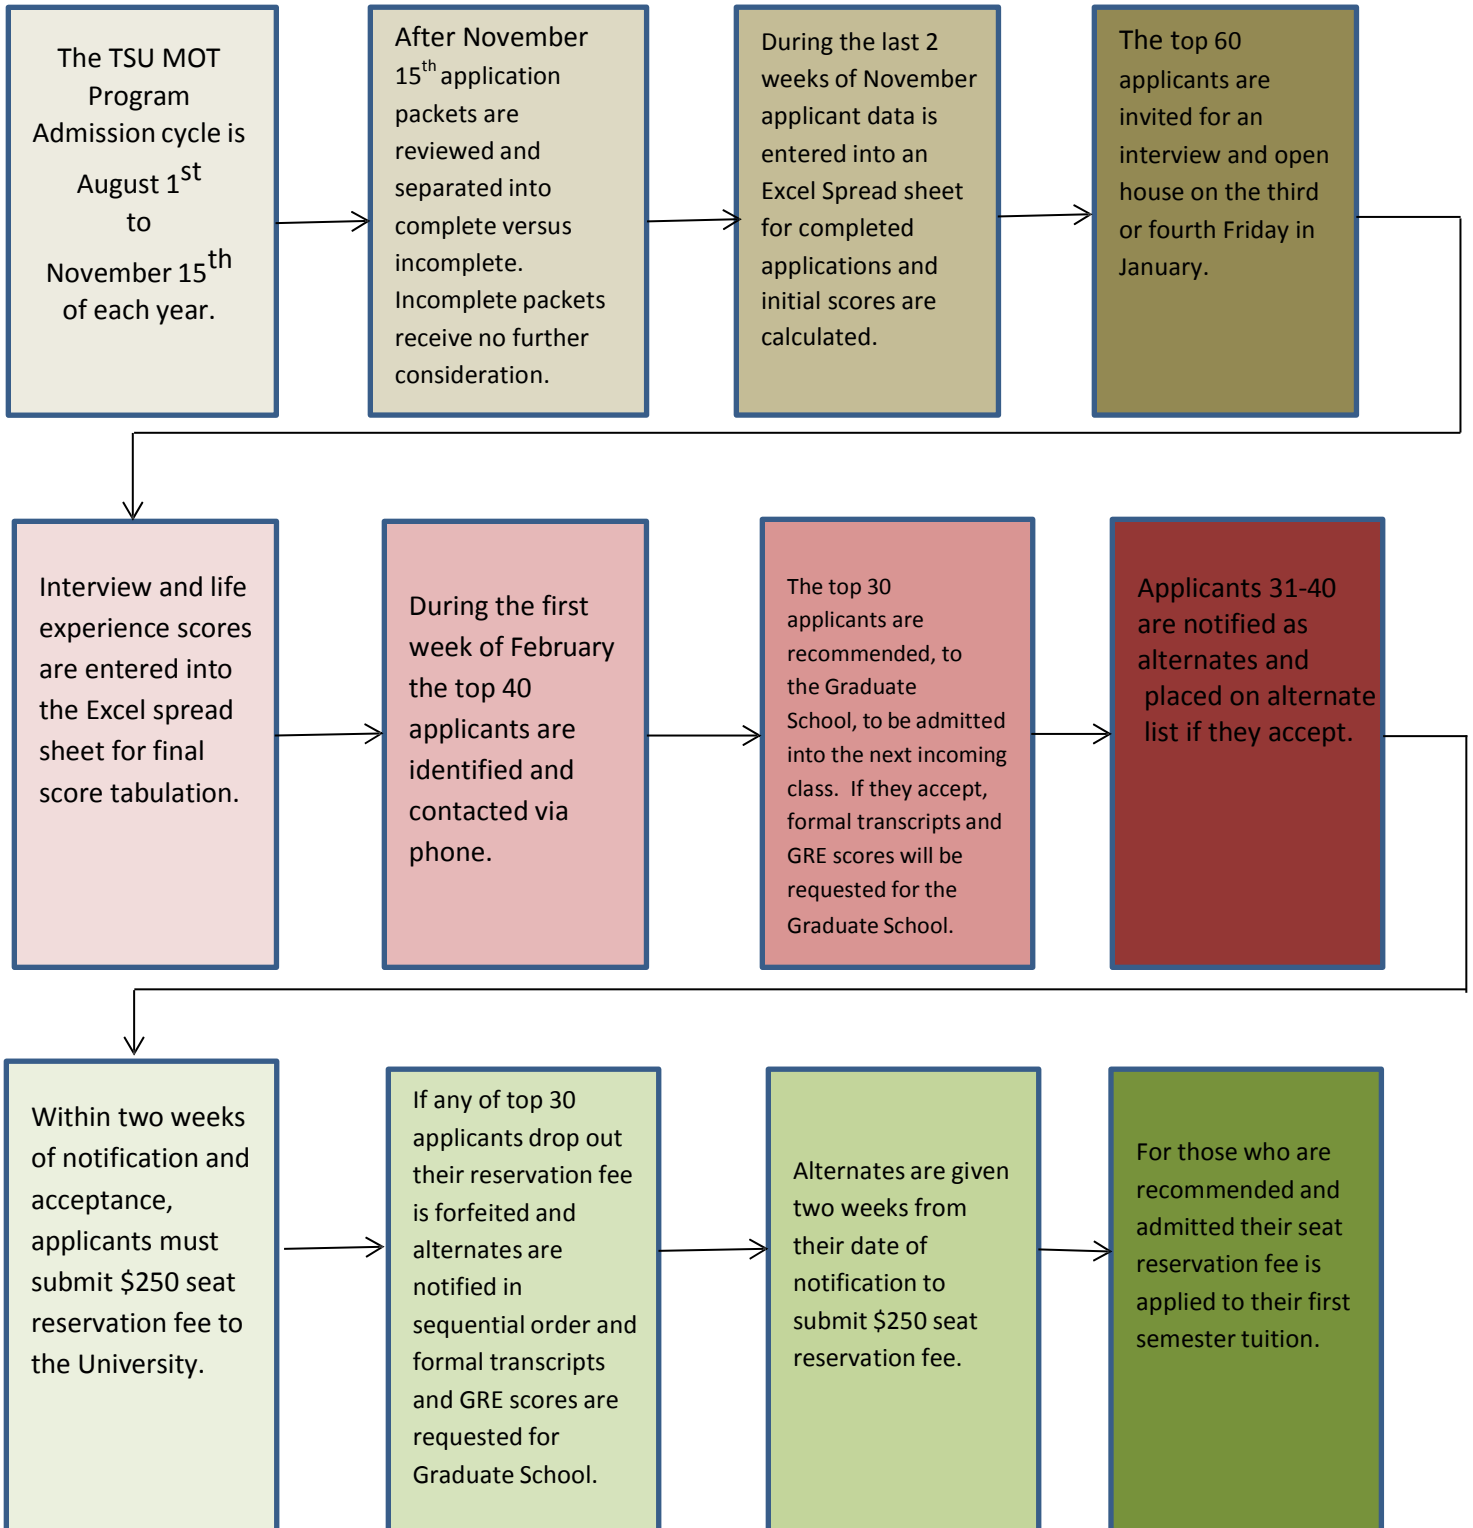 The TSU MOT
Program
Admission cycle is
August 1st
to
November 15th
of each year.
After November
15th application
packets are
reviewed and
separated into
complete versus
incomplete.
Incomplete packets
receive no further
consideration.
During the last 2
weeks of November
applicant data is
entered into an
Excel Spread sheet
for completed
applications and
initial scores are
calculated.
The top 60
applicants are
invited for an
interview and open
house on the third
or fourth Friday in
January.
Interview and life
experience scores
are entered into
the Excel spread
sheet for final
score tabulation.
During the first
week of February
the top 40
applicants are
identified and
contacted via
phone.
The top 30
applicants are
recommended, to
the Graduate
School, to be admitted
into the next incoming
class. If they accept,
formal transcripts and
GRE scores will be
requested for the
Graduate School.
Applicants 31-40
are notified as
alternates and
placed on alternate
list if they accept.
Within two weeks
of notification and
acceptance,
applicants must
submit $250 seat
reservation fee to
the University.
If any of top 30
applicants drop out
their reservation fee
is forfeited and
alternates are
notified in
sequential order and
formal transcripts
and GRE scores are
requested for
Graduate School.
Alternates are given
two weeks from
their date of
notification to
submit $250 seat
reservation fee.
For those who are
recommended and
admitted their seat
reservation fee is
applied to their first
semester tuition.